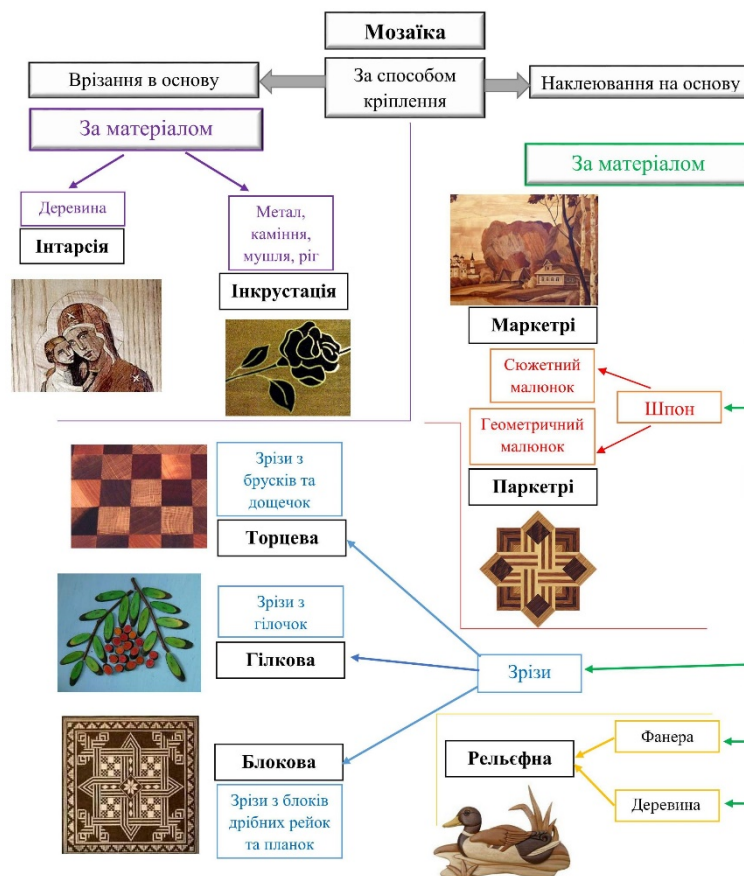 Мозаїка
Врізання в основу
За способом
кріплення
Наклеювання на основу
За матеріалом
За матеріалом
Деревина
Інтарсія
Метал,
каміння,
мушля, ріг
Інкрустація
Маркетрі
Сюжетний
малюнок
Шпон
Геометричний
малюнок
Паркетрі
Зрізи з
брусків та
дощечок
Торцева
Зрізи з
гілочок
Гілкова
Зрізи
Блокова
Зрізи з блоків
дрібних рейок
та планок
Рельєфна
Фанера
Деревина